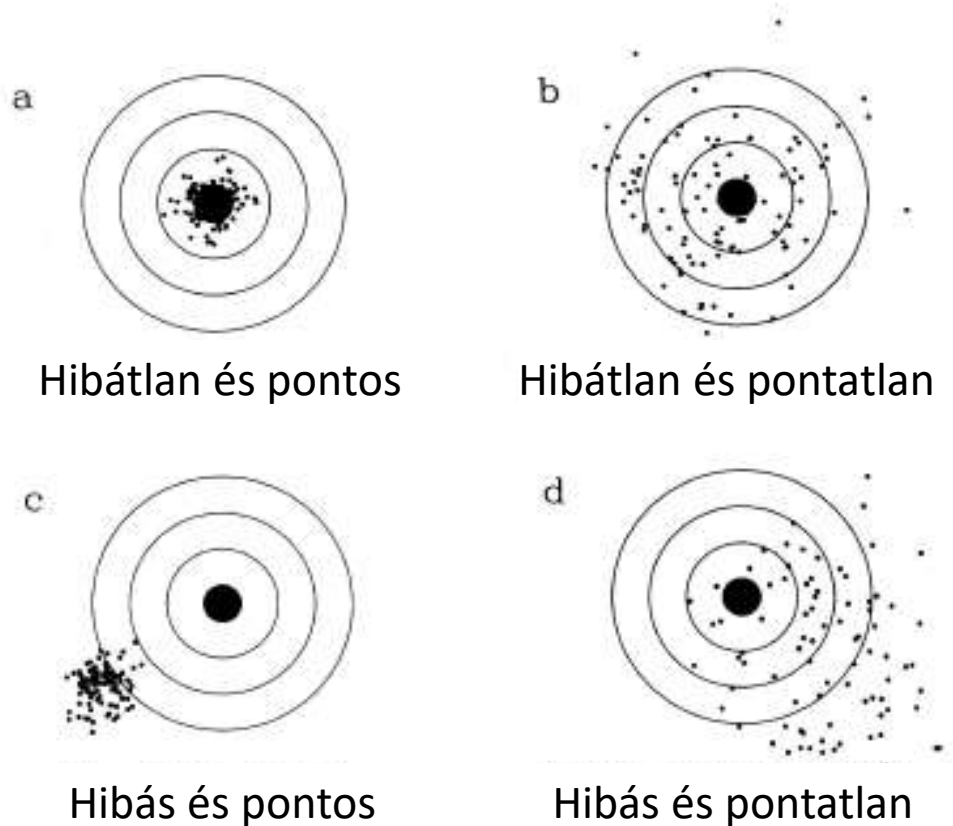 a
b
Hibátlan és pontos
Hibátlan és pontatlan
c
d
Hibás és pontos
Hibás és pontatlan